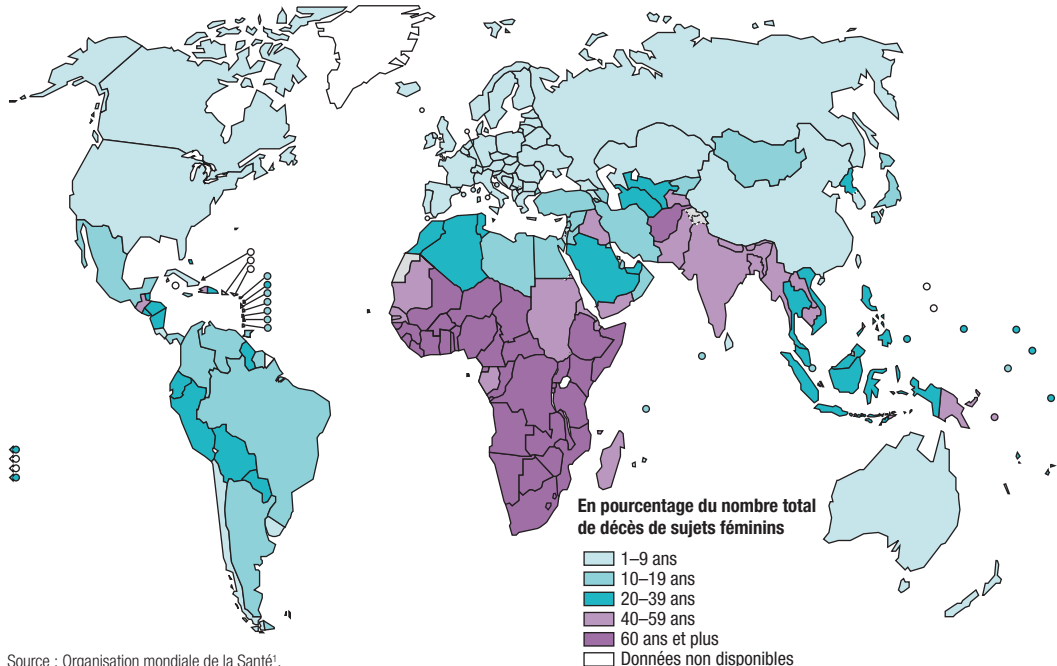 En pourcentage du nombre total
de décès de sujets féminins
1–9 ans
10–19 ans
20–39 ans
40–59 ans
60 ans et plus
Données non disponibles
Source : Organisation mondiale de la Santé¹.